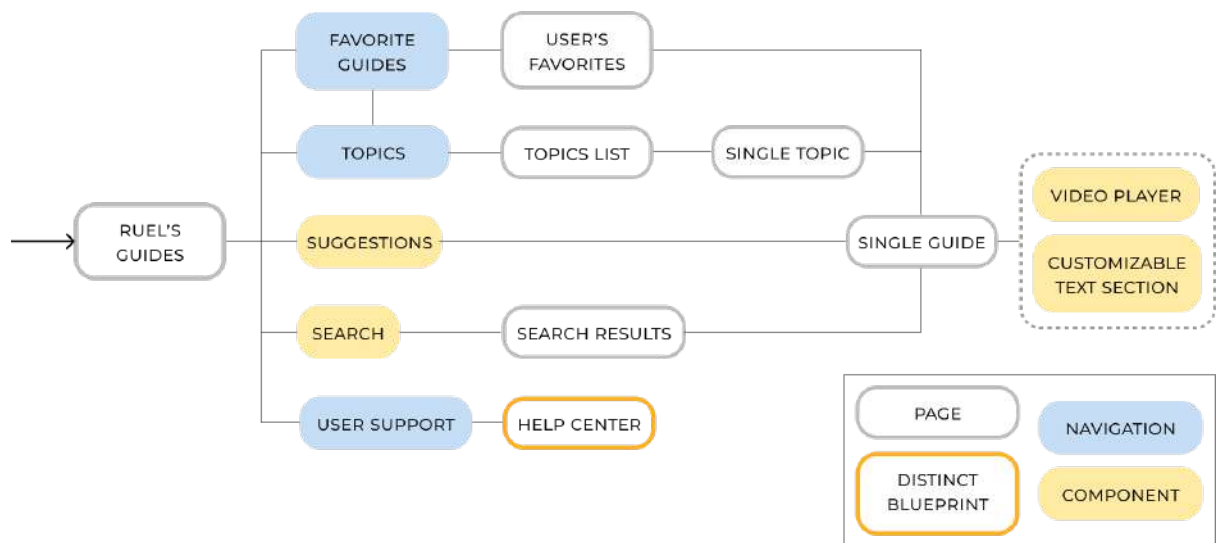 FAVORITE
GUIDES
USER'S
FAVORITES
TOPICS
TOPICS LIST
SINGLE TOPIC
RUEL'S
GUIDES
SUGGESTIONS
SINGLE GUIDE
VIDEO PLAYER
CUSTOMIZABLE
TEXT SECTION
SEARCH
SEARCH RESULTS
USER SUPPORT
HELP CENTER
PAGE
NAVIGATION
DISTINCT
BLUEPRINT
COMPONENT